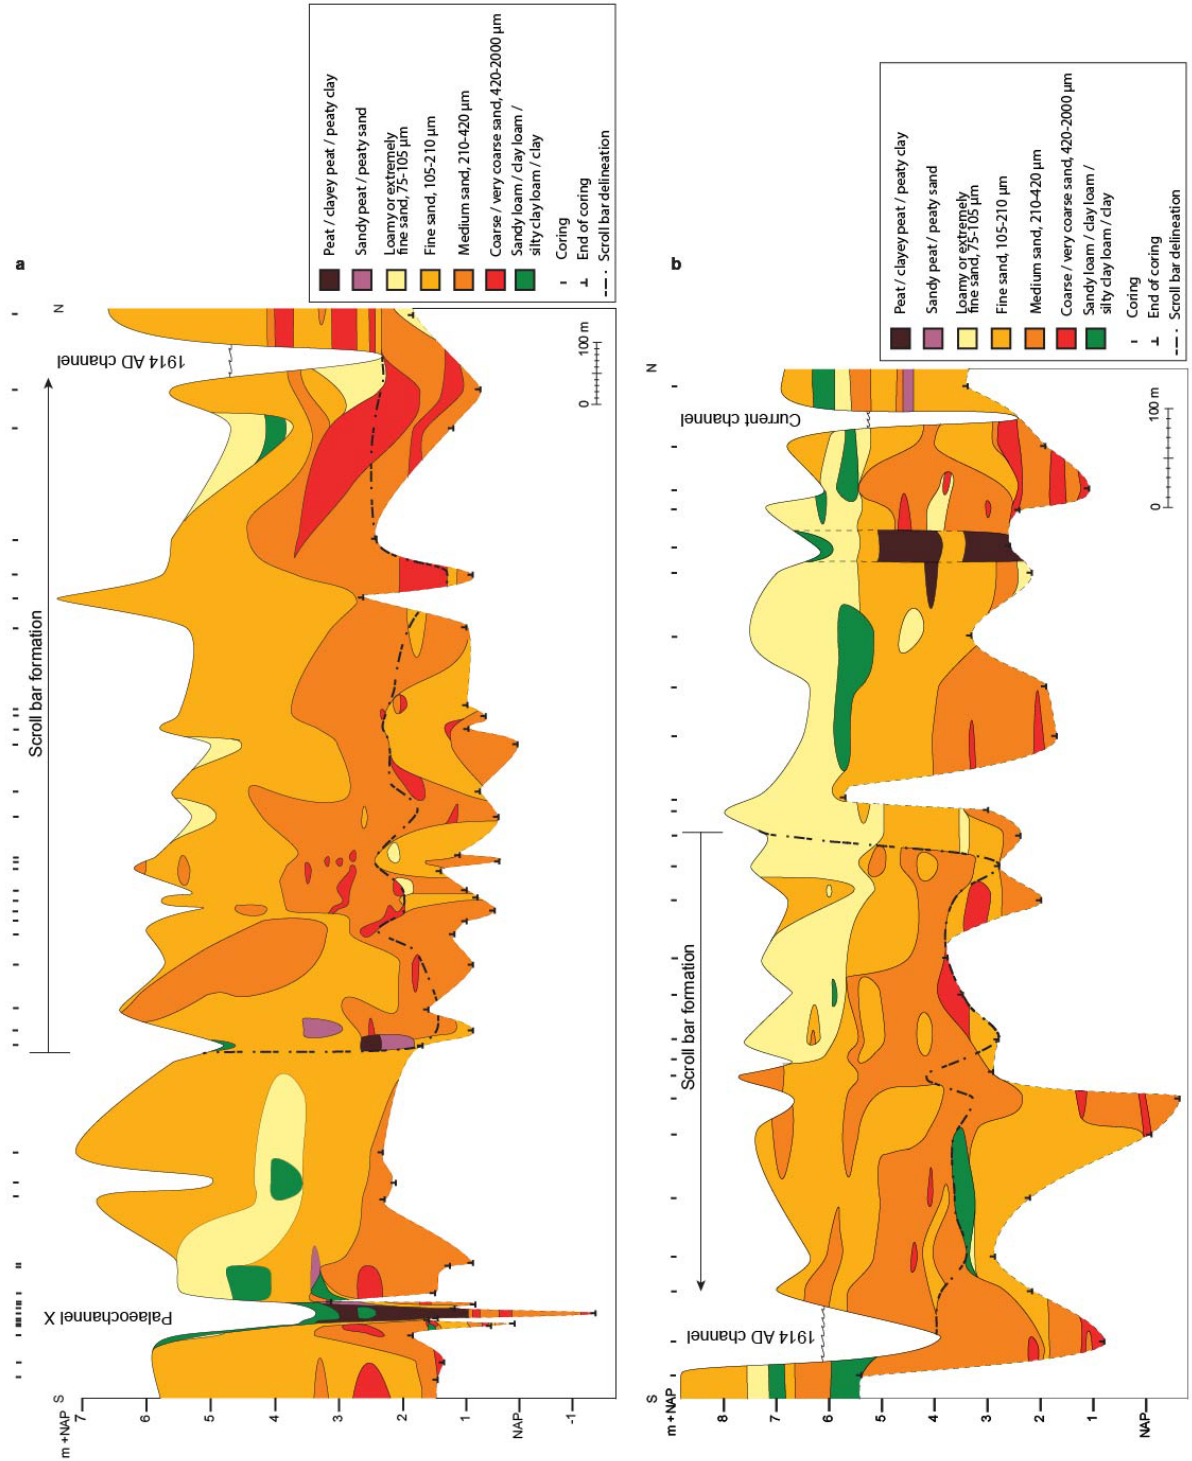 a
m +NAP
7
6
5
4
3
2
1
NAP
-1
S
N
Palaeochannel X
Scroll bar formation
1914 AD channel
0
100 m
Peat / clayey peat / peaty clay
Sandy peat / peaty sand
Loamy or extremely
fine sand, 75-105 µm
Fine sand, 105-210 µm
Medium sand, 210-420 µm
Coarse / very coarse sand, 420-2000 µm
Sandy loam / clay loam /
silty clay loam / clay
Coring
End of coring
Scroll bar delineation
b
m +NAP
8
7
6
5
4
3
2
1
NAP
S
N
1914 AD channel
Scroll bar formation
Current channel
0
100 m
Peat / clayey peat / peaty clay
Sandy peat / peaty sand
Loamy or extremely
fine sand, 75-105 µm
Fine sand, 105-210 µm
Medium sand, 210-420 µm
Coarse / very coarse sand, 420-2000 µm
Sandy loam / clay loam /
silty clay loam / clay
Coring
End of coring
Scroll bar delineation